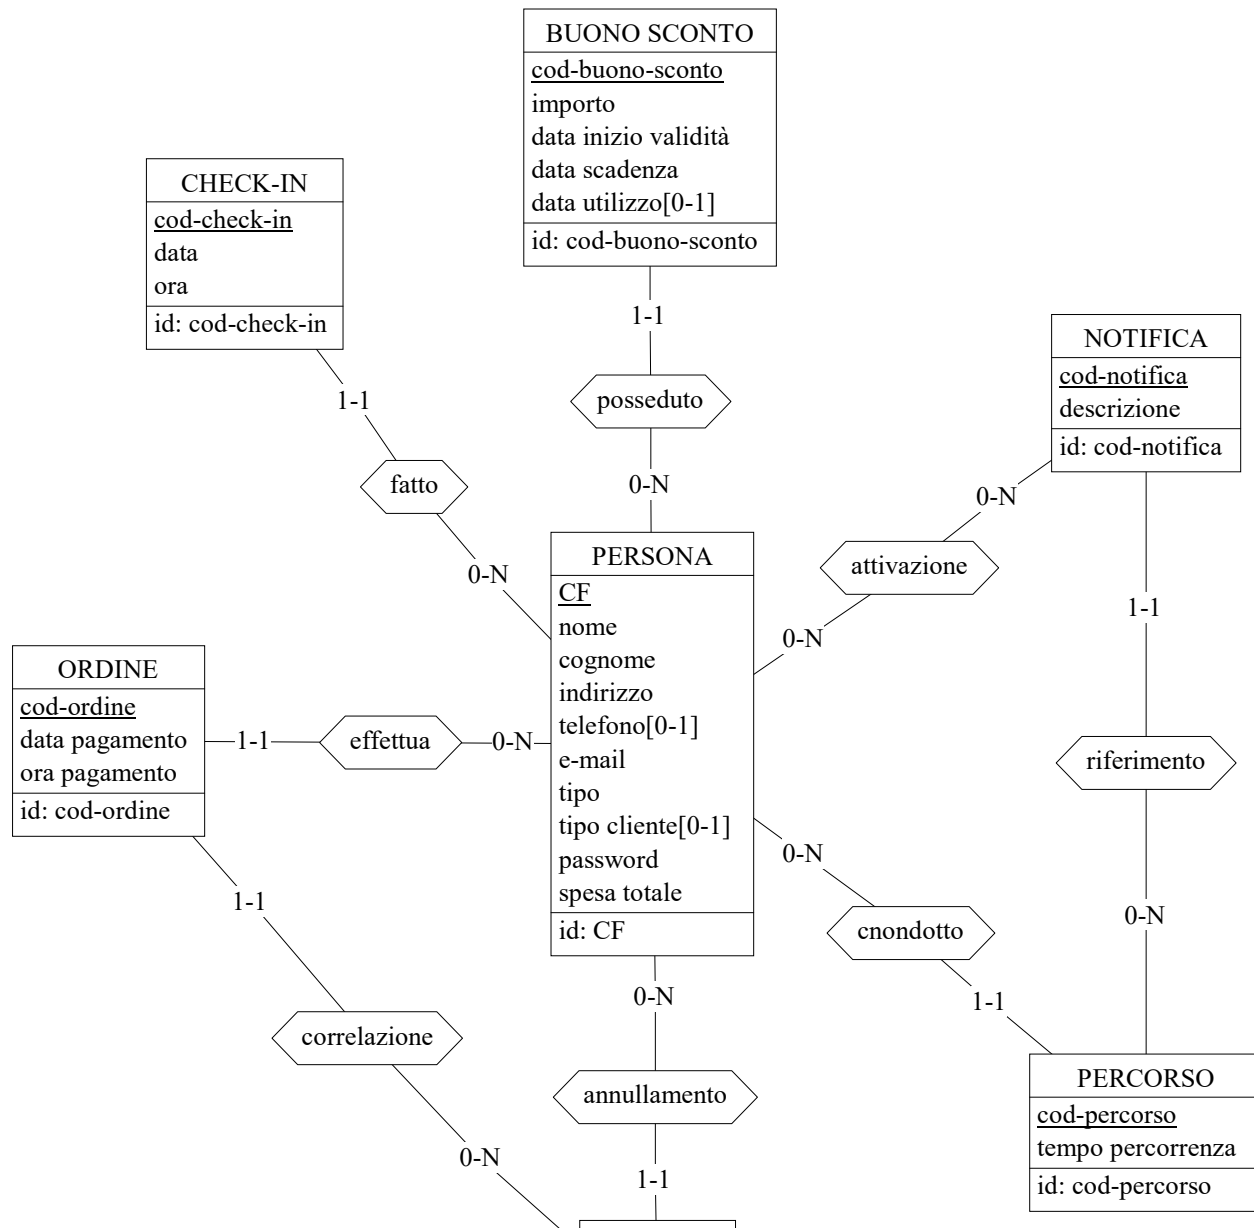 BUONO SCONTO
cod-buono-sconto
importo
data inizio validità
data scadenza
data utilizzo[0-1]
id: cod-buono-sconto
CHECK-IN
cod-check-in
data
ora
id: cod-check-in
1-1
posseduto
0-N
NOTIFICA
cod-notifica
descrizione
id: cod-notifica
1-1
fatto
0-N
0-N
attivazione
0-N
PERSONA
CF
nome
cognome
indirizzo
telefono[0-1]
e-mail
tipo
tipo cliente[0-1]
password
spesa totale
id: CF
1-1
riferimento
0-N
ORDINE
cod-ordine
data pagamento
ora pagamento
id: cod-ordine
1-1
effettua
0-N
0-N
cnondotto
1-1
1-1
correlazione
0-N
0-N
annullamento
1-1
PERCORSO
cod-percorso
tempo percorrenza
id: cod-percorso